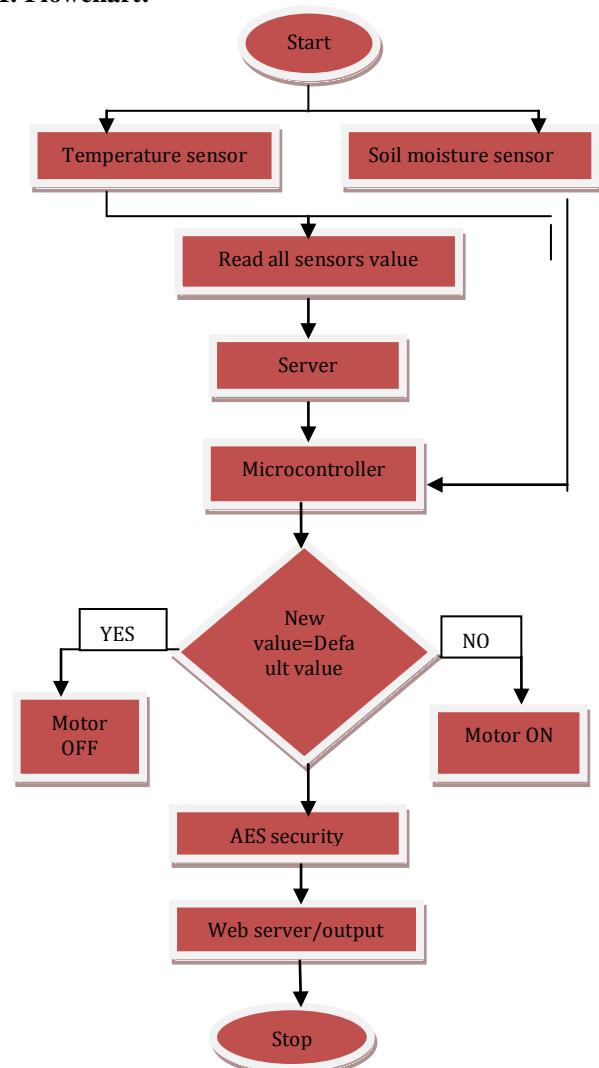 Start
Temperature sensor
Soil moisture sensor
Read all sensors value
Server
Microcontroller
New
value=Defa
ult value
YES
NO
Motor
OFF
Motor ON
AES security
Web server/output
Stop